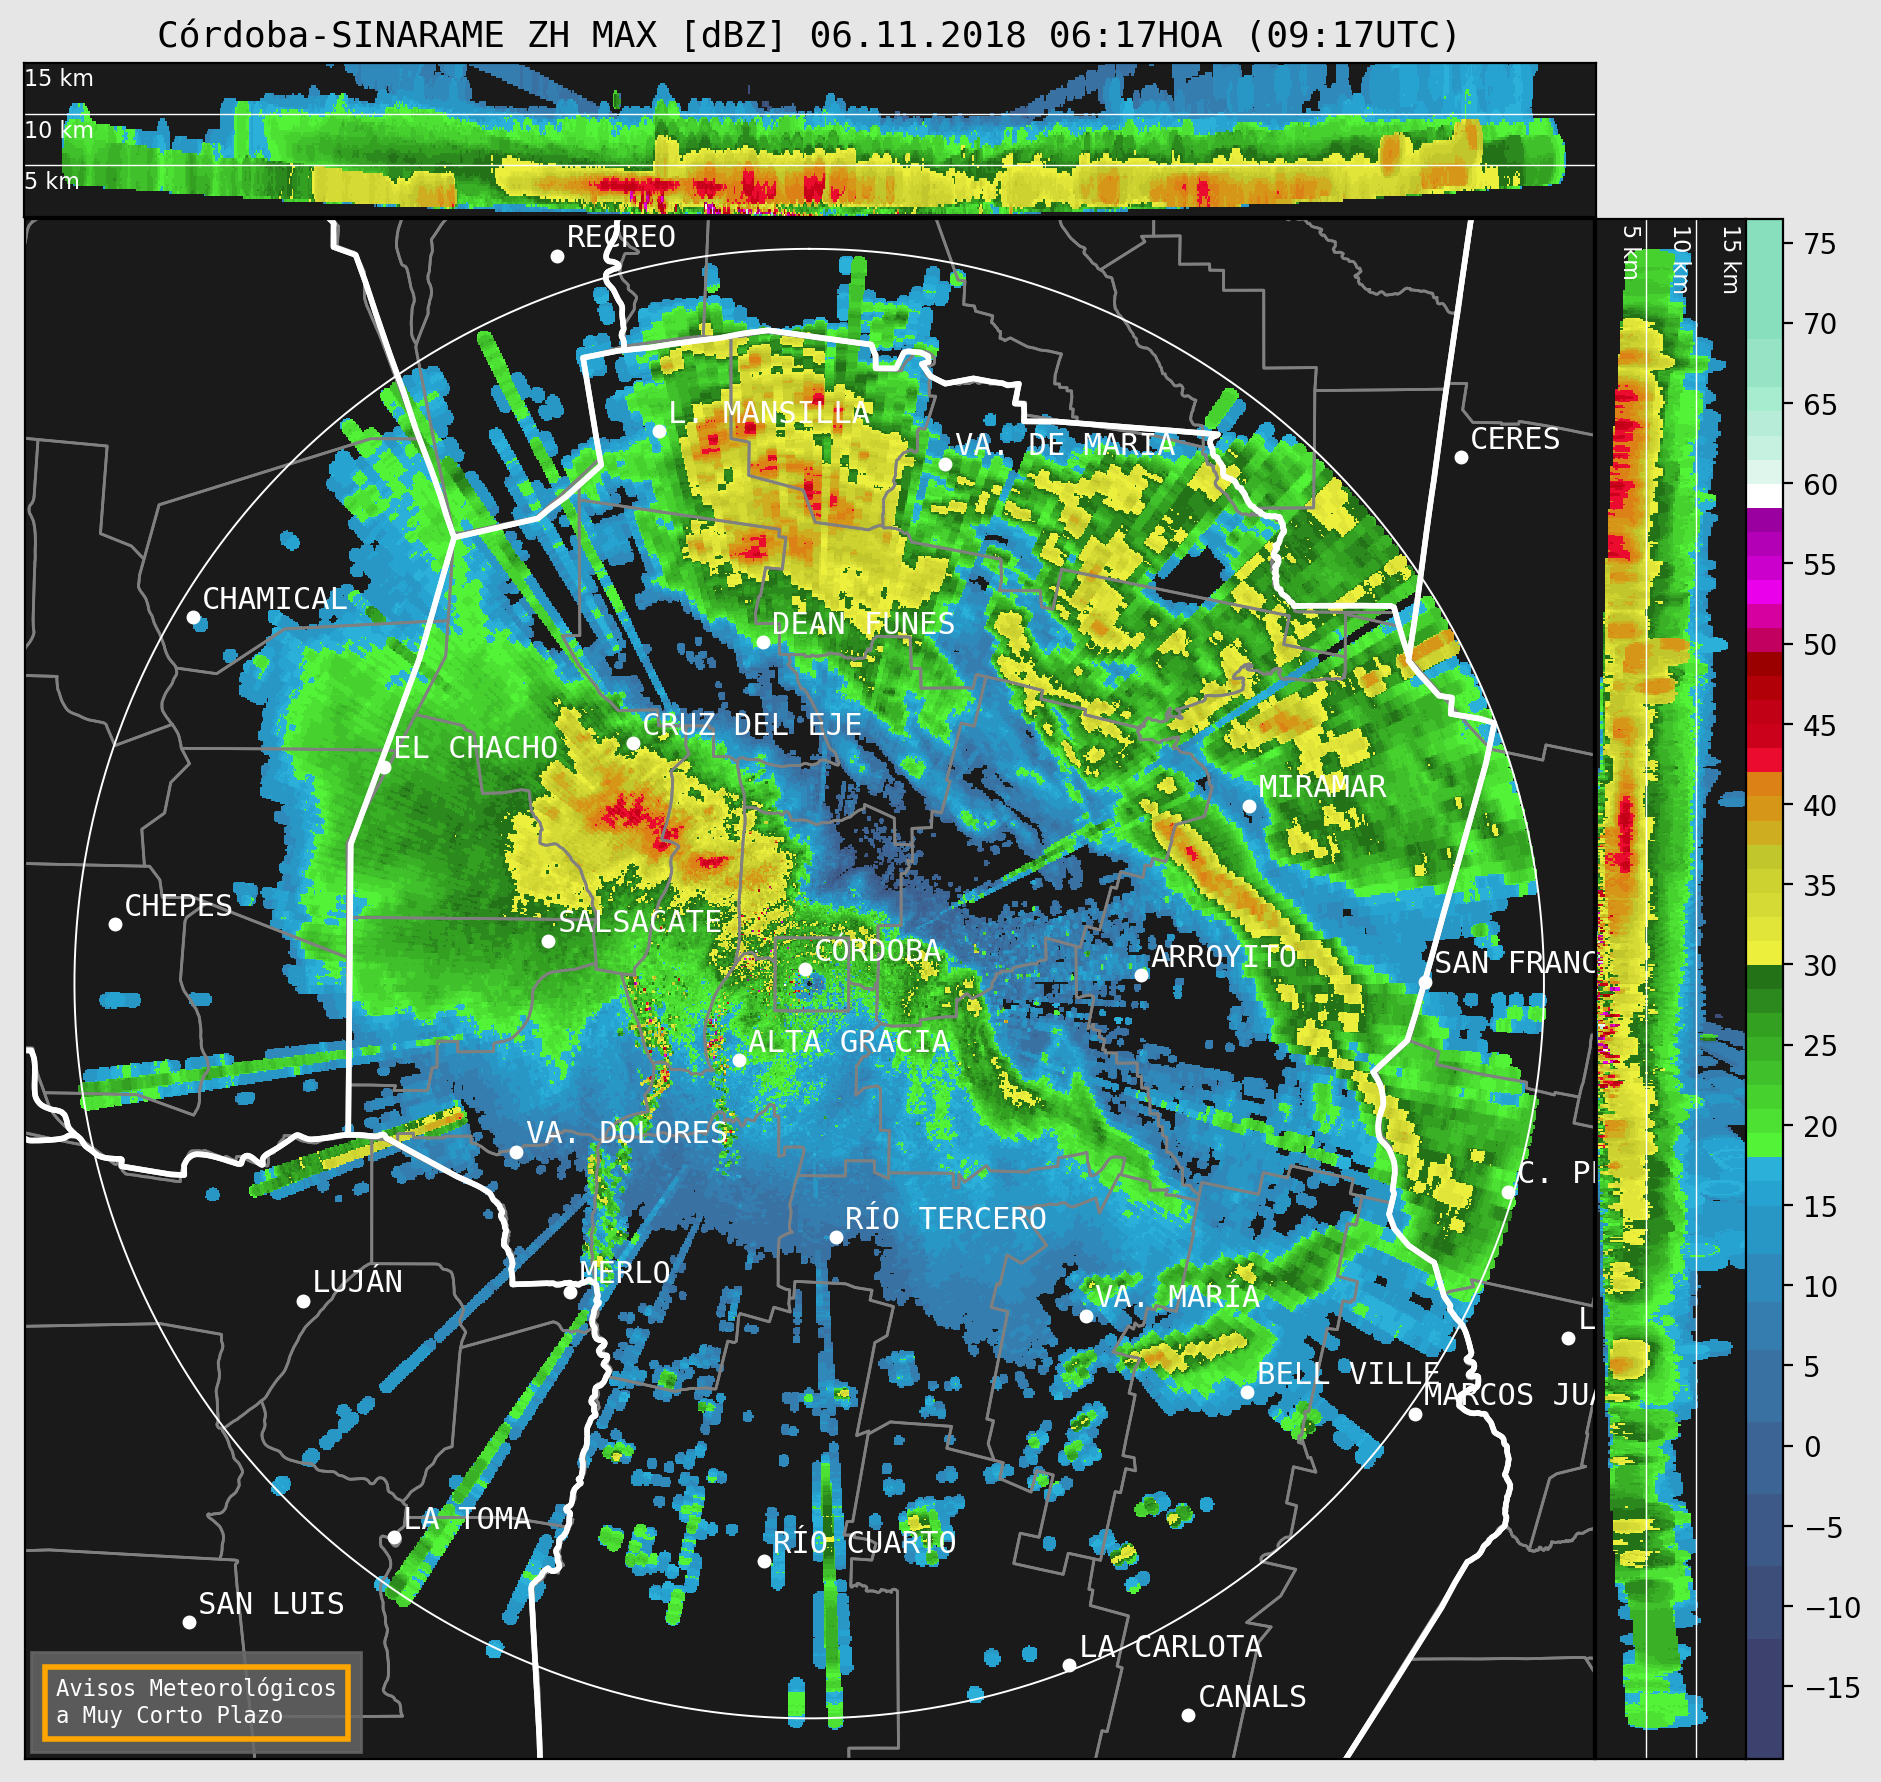 Córdoba-SINARAME ZH MAX [dBZ] 06.11.2018 06:17HOA (09:17UTC)
15 km
10 km
5 km
5 km
10 km
15 km
RECREO
L. MANSILLA
VA. DE MARIA
CERES
CHAMICAL
DEAN FUNES
CRUZ DEL EJE
EL CHACHO
MIRAMAR
CHEPES
SALSACATE
CORDOBA
ARROYITO
SAN FRANC
ALTA GRACIA
VA. DOLORES
C. PE
RÍO TERCERO
LUJÁN
MERLO
VA. MARÍA
L
BELL VILLE
MARCOS JUÁ
LA TOMA
RÍO CUARTO
SAN LUIS
LA CARLOTA
CANALS
Avisos Meteorológicos
a Muy Corto Plazo
75
70
65
60
55
50
45
40
35
30
25
20
15
10
5
0
−5
−10
−15